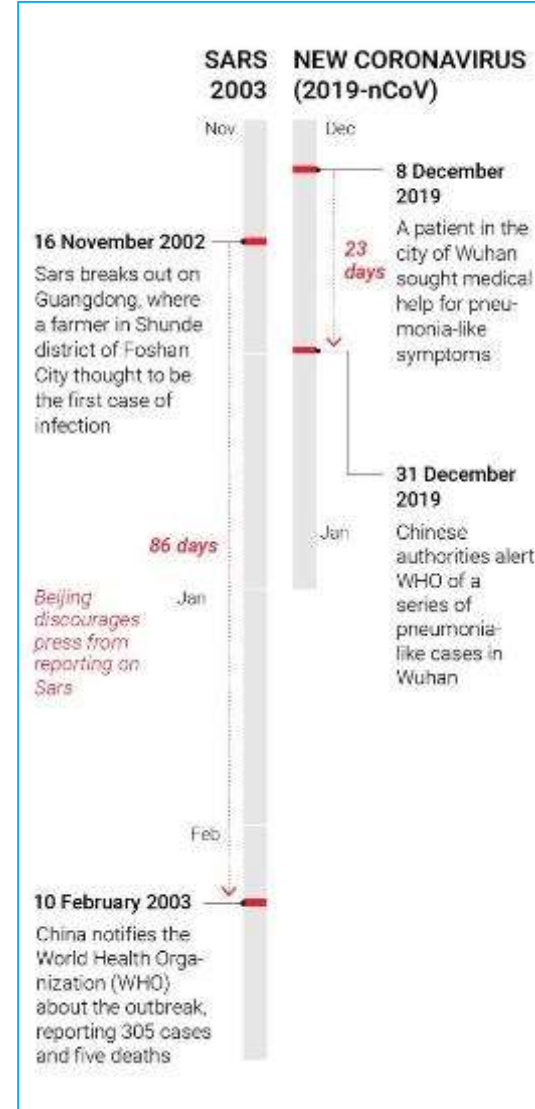 SARS
2003
NEW CORONAVIRUS
(2019-nCoV)
Nov
Dec
8 December
2019
A patient in the
city of Wuhan
sought medical
help for pneu-
monia-like
symptoms
23
days
16 November 2002
Sars breaks out on
Guangdong, where
a farmer in Shunde
district of Foshan
City thought to be
the first case of
infection
31 December
2019
Chinese
authorities alert
WHO of a
series of
pneumonia-
like cases in
Wuhan
Jan
86 days
Beijing
discourages
press from
reporting on
Sars
Jan
Feb
10 February 2003
China notifies the
World Health Orga-
nization (WHO)
about the outbreak,
reporting 305 cases
and five deaths